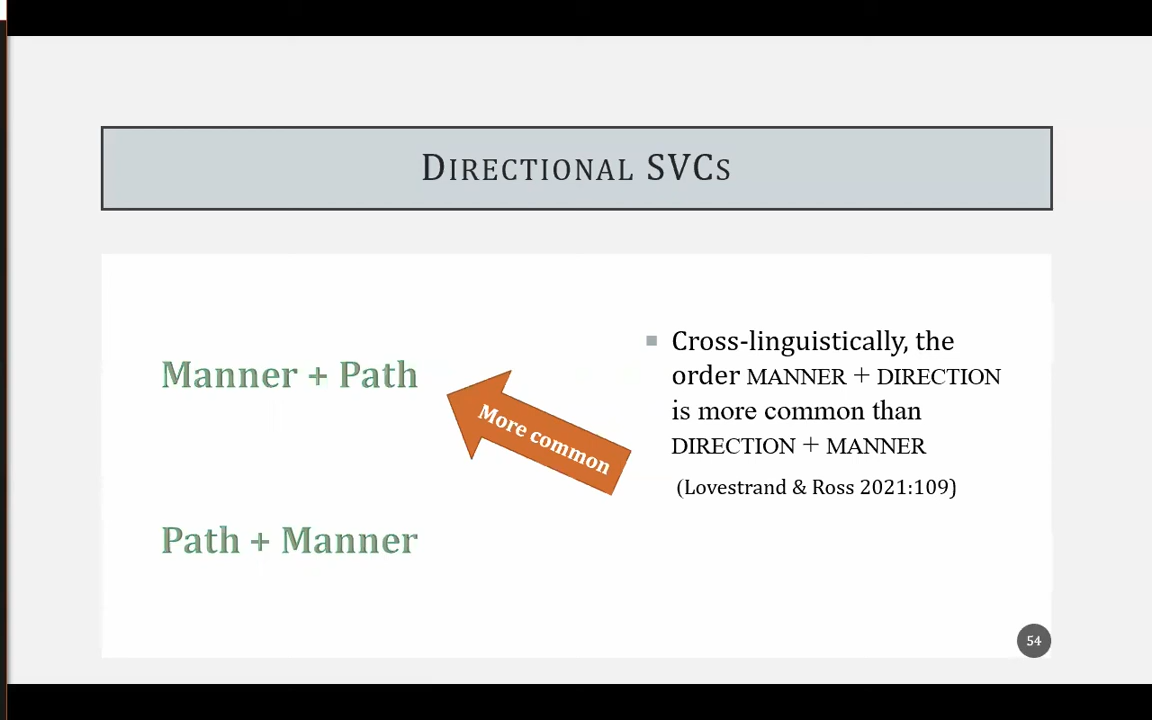 DIRECTIONAL SVCs
Manner + Path
More common
Path + Manner
Cross-linguistically, the
order MANNER + DIRECTION
is more common than
DIRECTION + MANNER
(Lovestrand & Ross 2021:109)
54